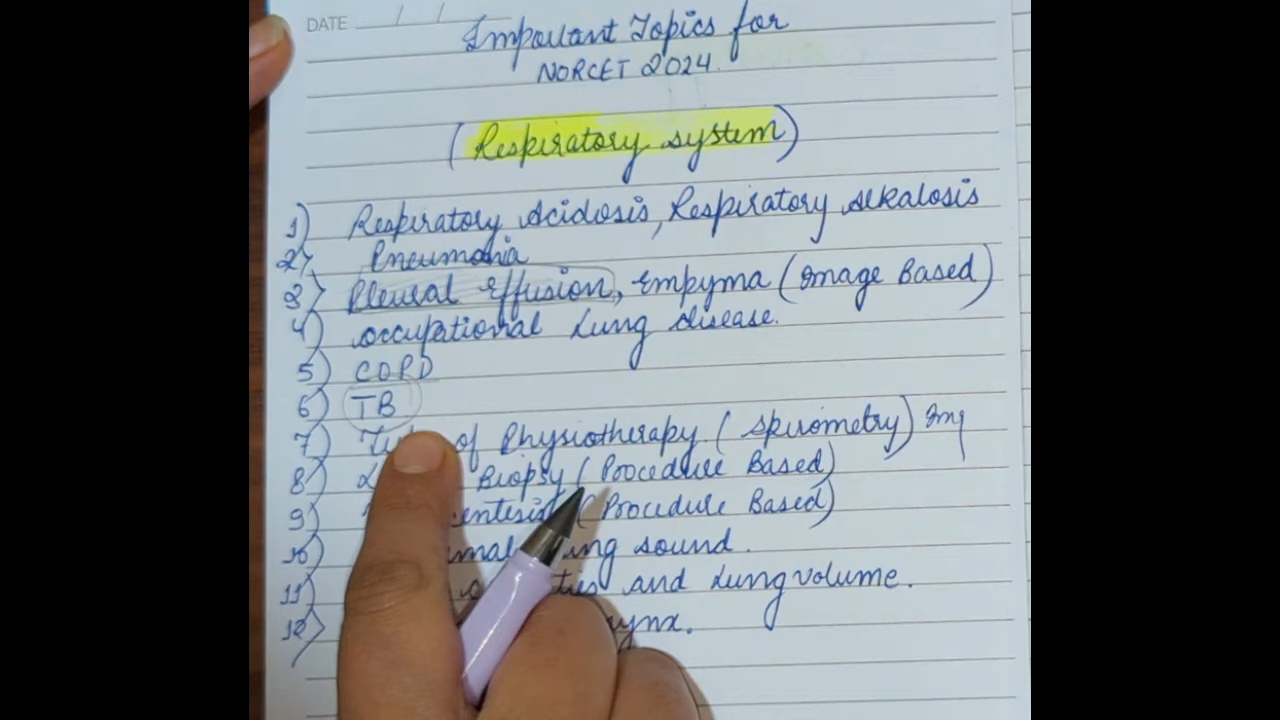 DATE
Important Topics for
NORCET 2024.
(Respiratory system)
1) Respiratory Acidosis, Respiratory Alkalosis
2) Pneumonia
3) Pleural Effusion, Empyma (Image Based)
4) occupational Lung disease.
5) COPD
6) TB
7) of Physiotherapy. (Spirometry) Img
8) Biopsy (Procedure Based)
9) (Procedure Based)
10) sound.
11) and Lung volume.
12)